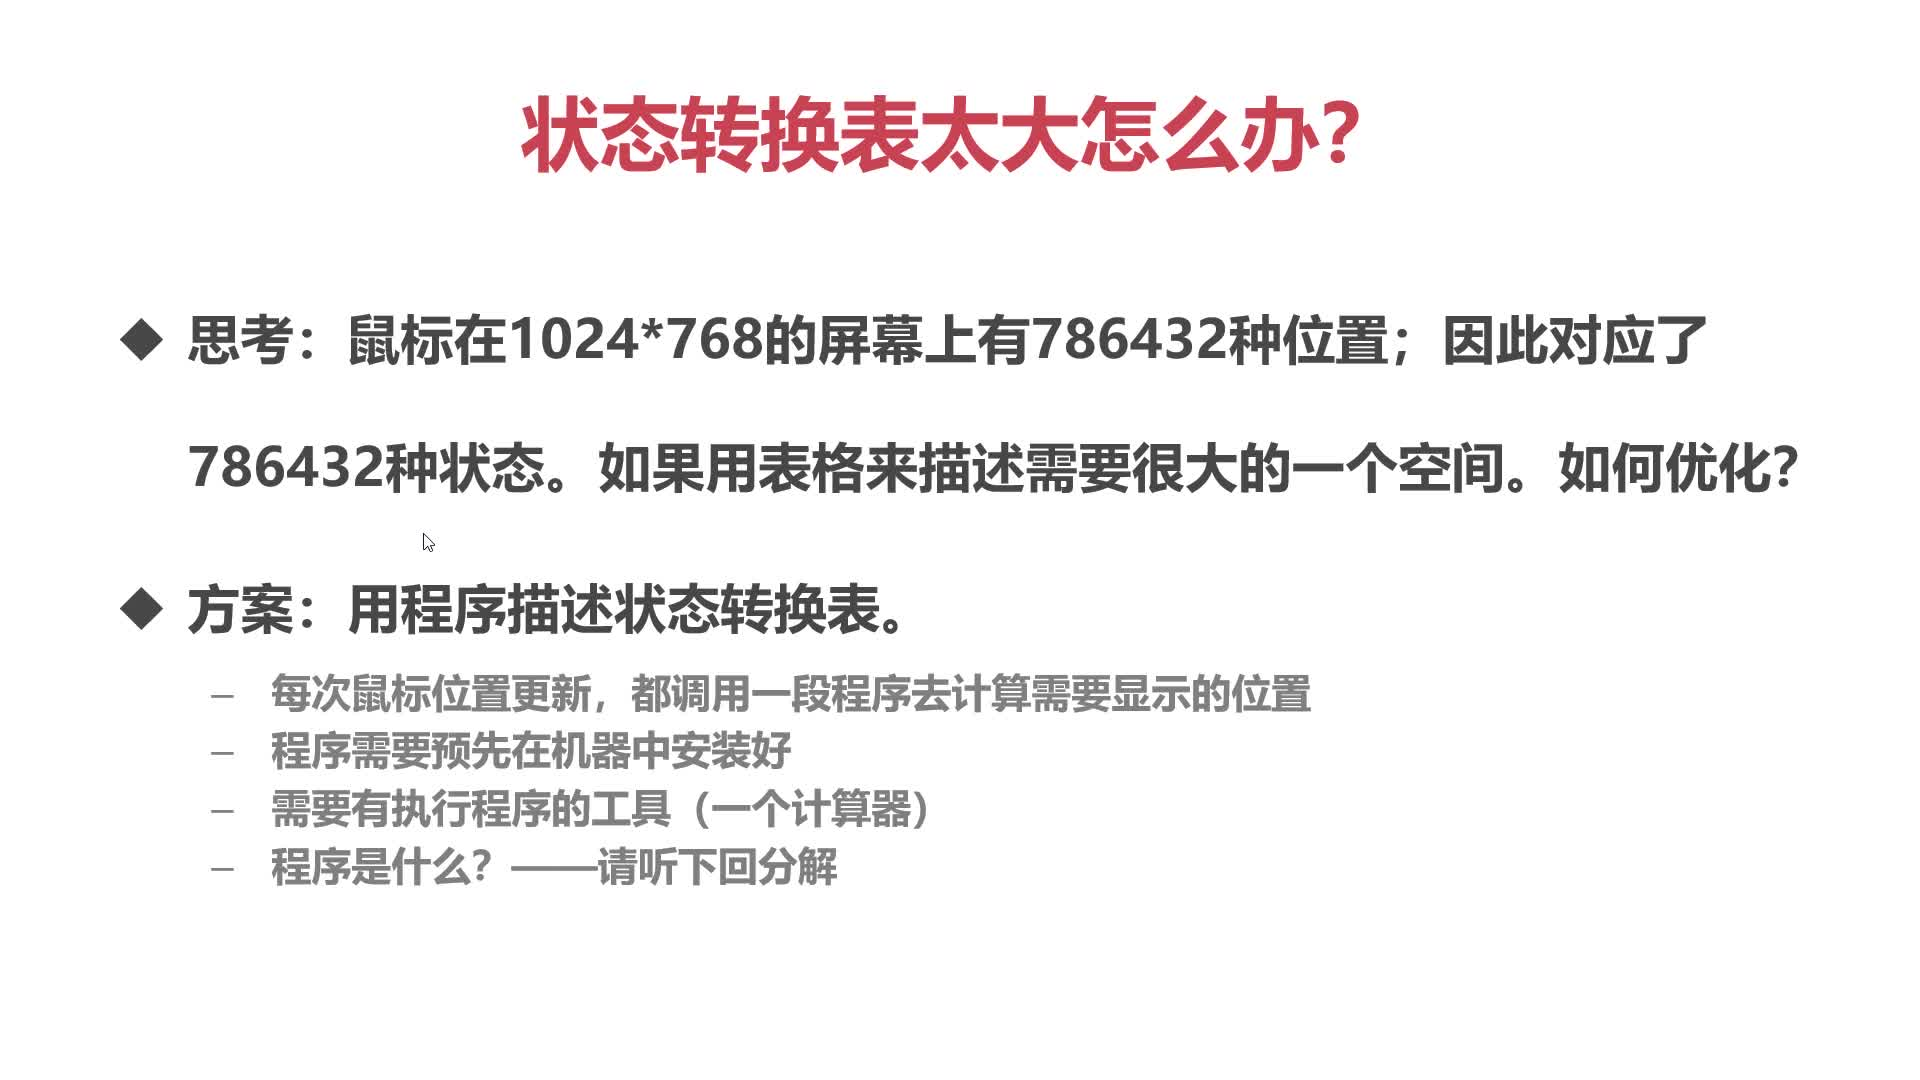 状态转换表太大怎么办？
◆ 思考：鼠标在1024*768的屏幕上有786432种位置；因此对应了
786432种状态。如果用表格来描述需要很大的一个空间。如何优化？
◆ 方案：用程序描述状态转换表。
– 每次鼠标位置更新，都调用一段程序去计算需要显示的位置
– 程序需要预先在机器中安装好
– 需要有执行程序的工具（一个计算器）
– 程序是什么？——请听下回分解